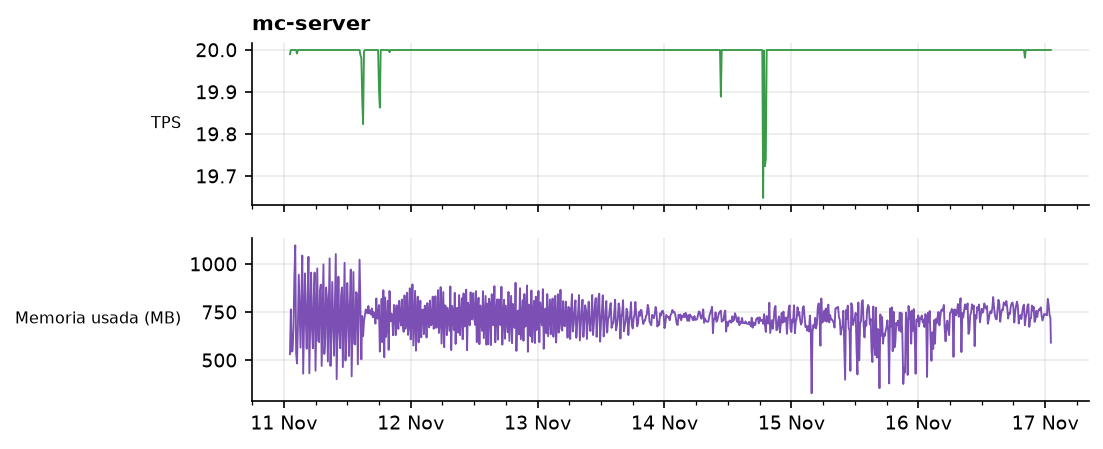 mc-server
20.0
19.9
19.8
19.7
TPS
1000
750
500
Memoria usada (MB)
11 Nov 12 Nov 13 Nov 14 Nov 15 Nov 16 Nov 17 Nov